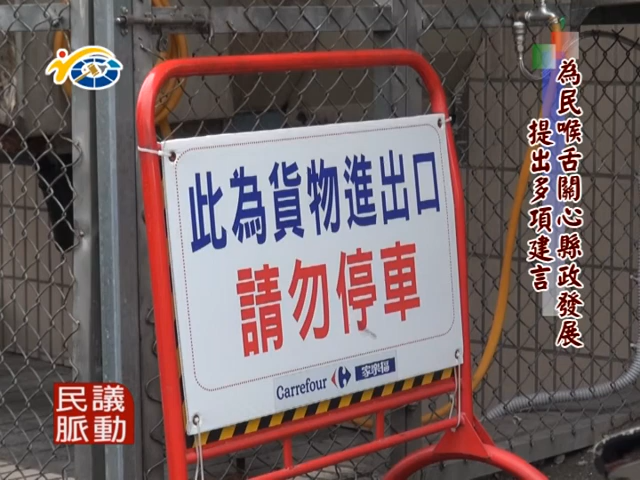 此為貨物進出口
請勿停車
Carrefour 家樂福
為民喉舌關心縣政發展
提出多項建言
民議
脈動